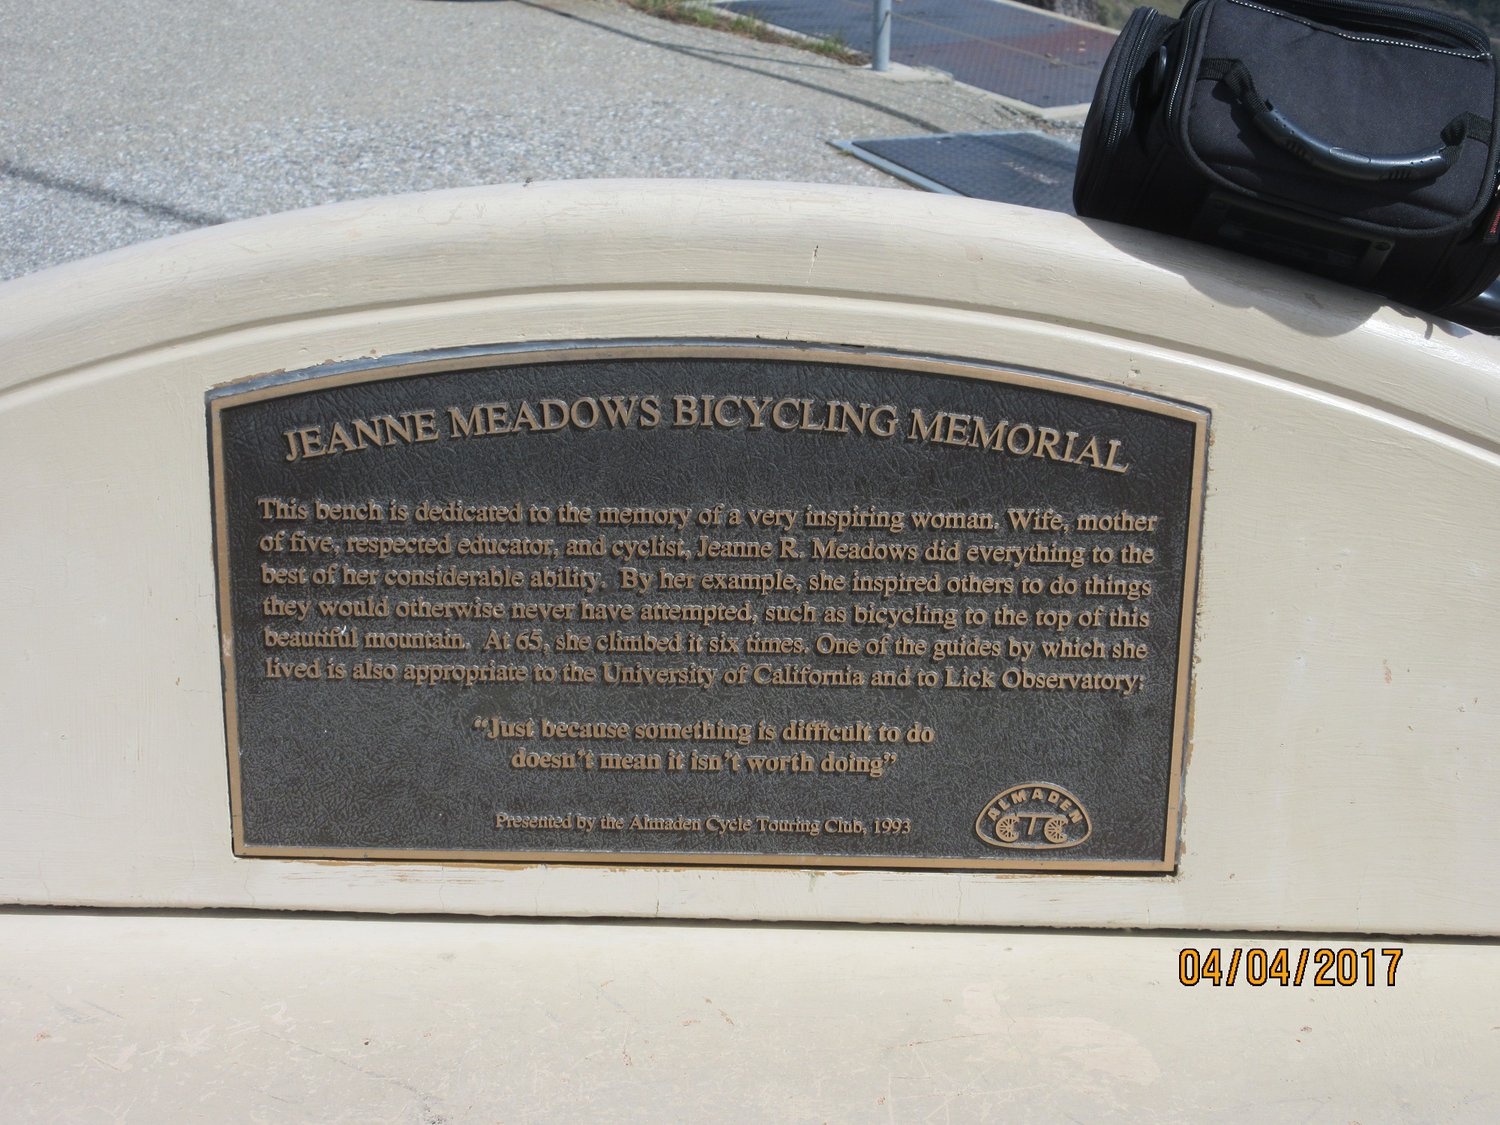 JEANNE MEADOWS BICYCLING MEMORIAL
This bench is dedicated to the memory of a very inspiring woman. Wife, mother
of five, respected educator, and cyclist, Jeanne R. Meadows did everything to the
best of her considerable ability. By her example, she inspired others to do things
they would otherwise never have attempted, such as bicycling to the top of this
beautiful mountain. At 65, she climbed it six times. One of the guides by which she
lived is also appropriate to the University of California and to Lick Observatory:
“Just because something is difficult to do
doesn't mean it isn't worth doing”
Presented by the Almaden Cycle Touring Club, 1993
ALMADEN
CTC
04/04/2017